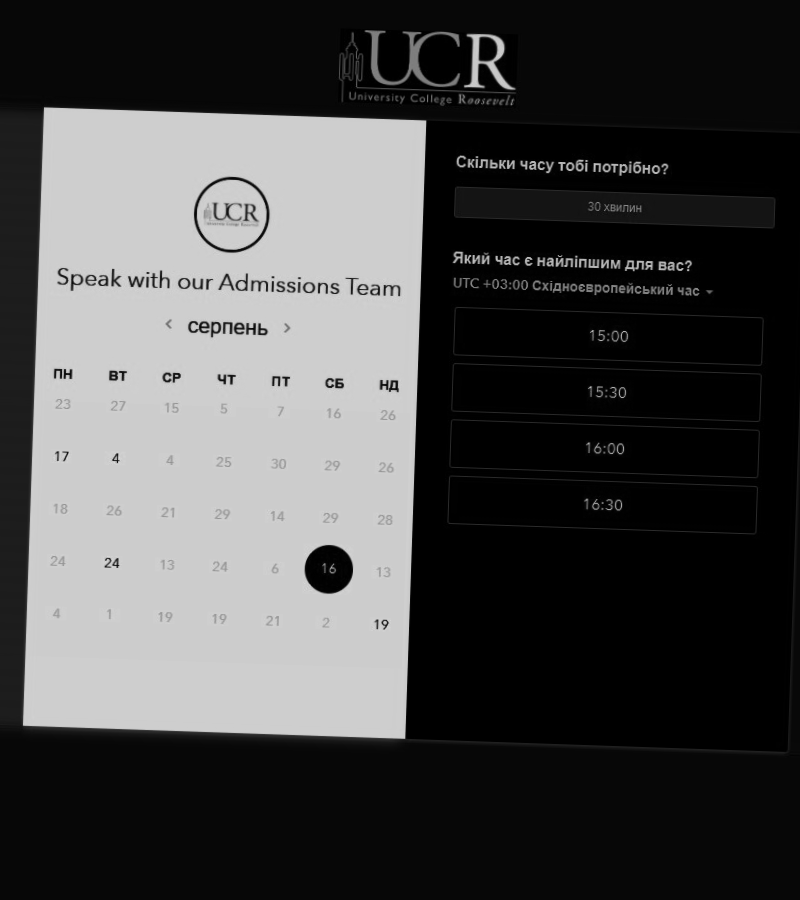 UCR
University College Roosevelt
UCR
University College Roosevelt
Speak with our Admissions Team
‹ серпень ›
ПН ВТ СР ЧТ ПТ СБ НД
23 27 15 5 7 16 26
17 4 4 25 30 29 26
18 26 21 29 14 29 28
24 24 13 24 6 16 13
4 1 19 19 21 2 19
Скільки часу тобі потрібно?
30 хвилин
Який час є найліпшим для вас?
UTC +03:00 Східноєвропейський час
15:00
15:30
16:00
16:30